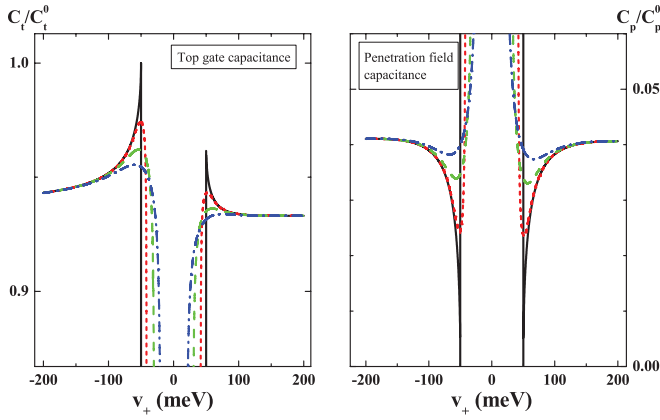 C_t/C_t^0
C_p/C_p^0
Top gate capacitance
Penetration field
capacitance
1.0
0.9
0.05
0.00
-200 -100 0 100 200
-200 -100 0 100 200
v_+ (meV)
v_+ (meV)